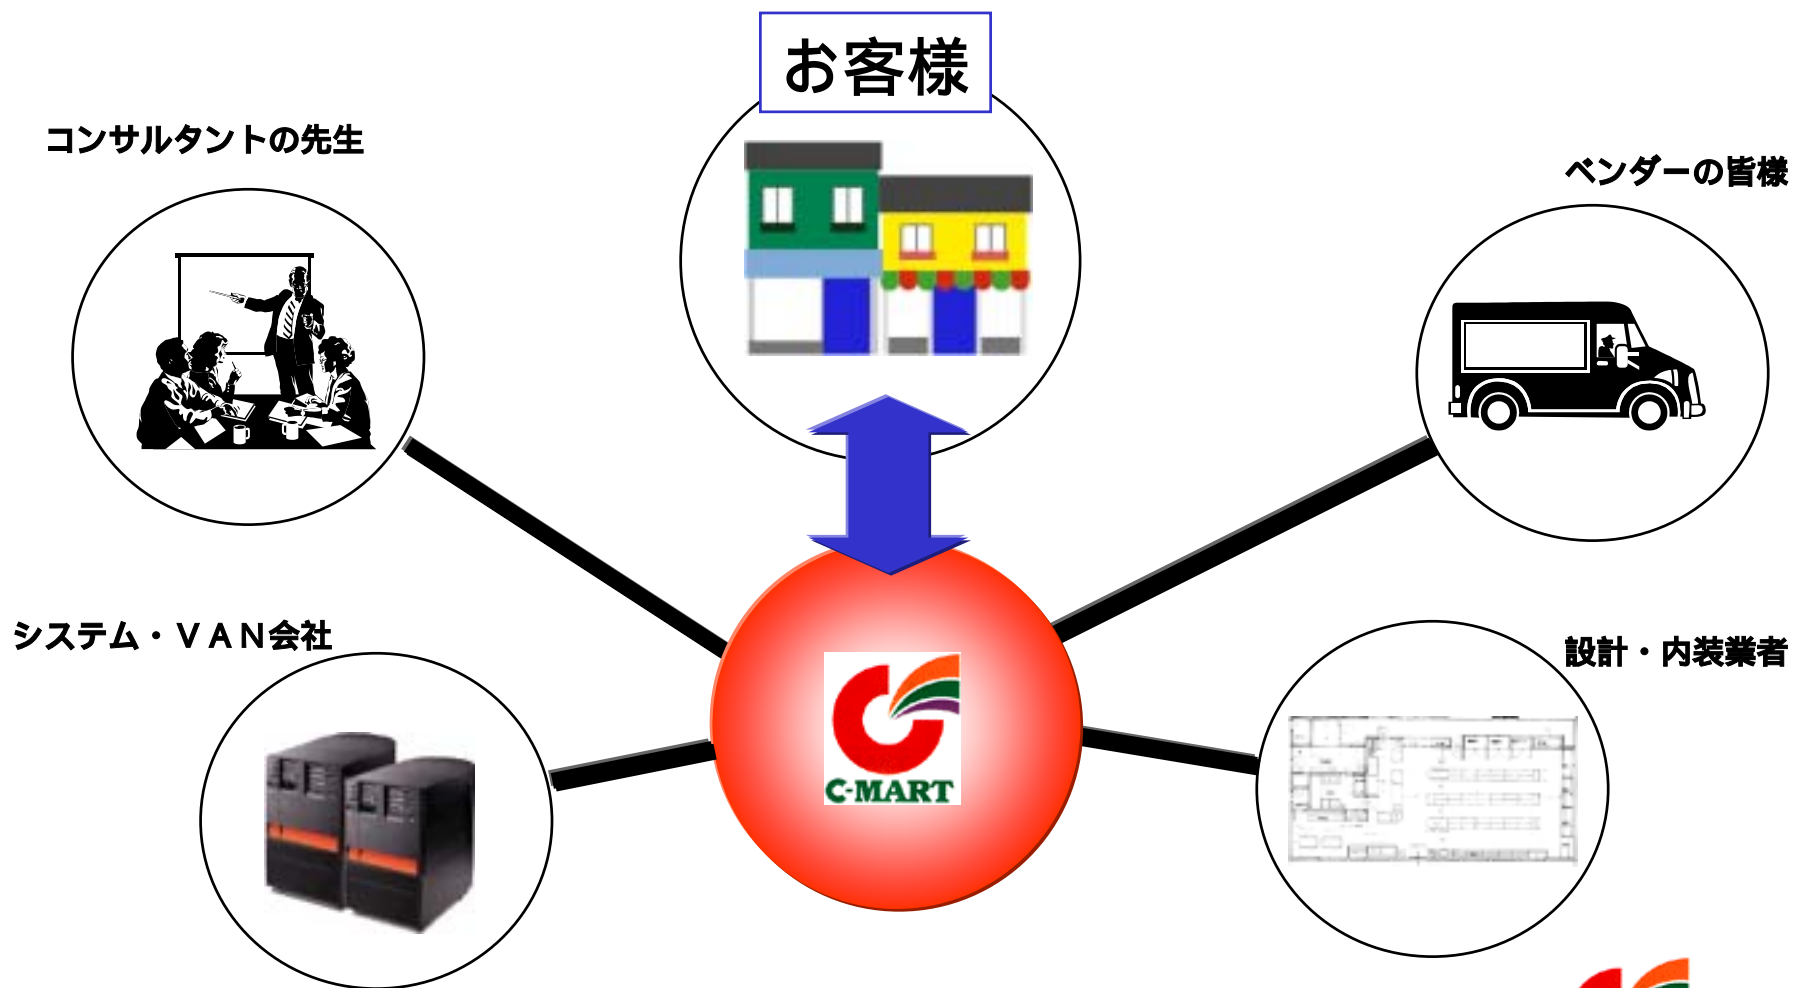 お客様
コンサルタントの先生
ベンダーの皆様
システム・ＶＡＮ会社
設計・内装業者
C-MART